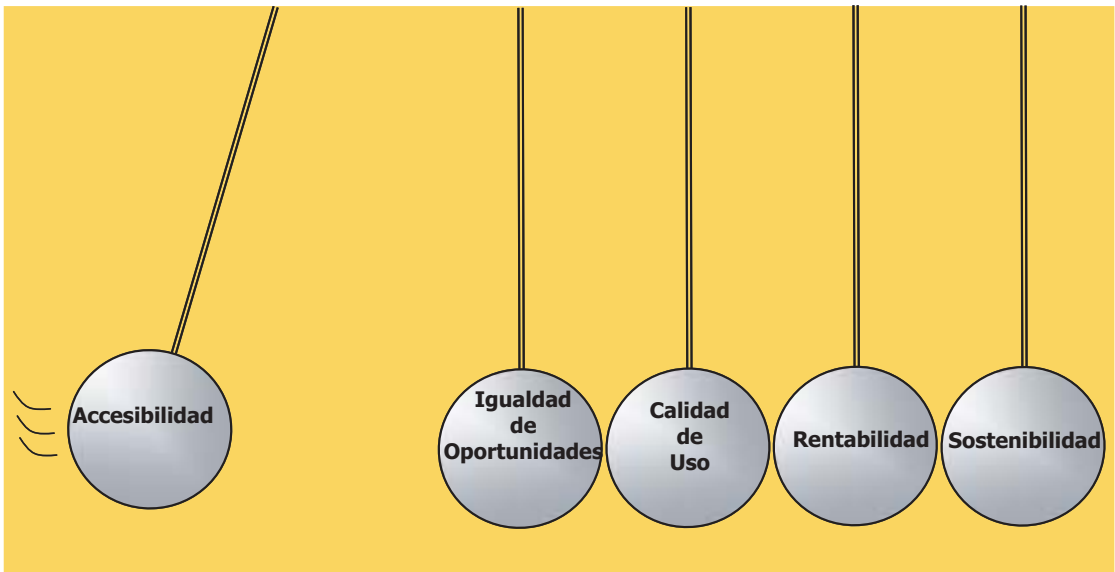 Accesibilidad
Igualdad
de
Oportunidades
Calidad
de
Uso
Rentabilidad
Sostenibilidad